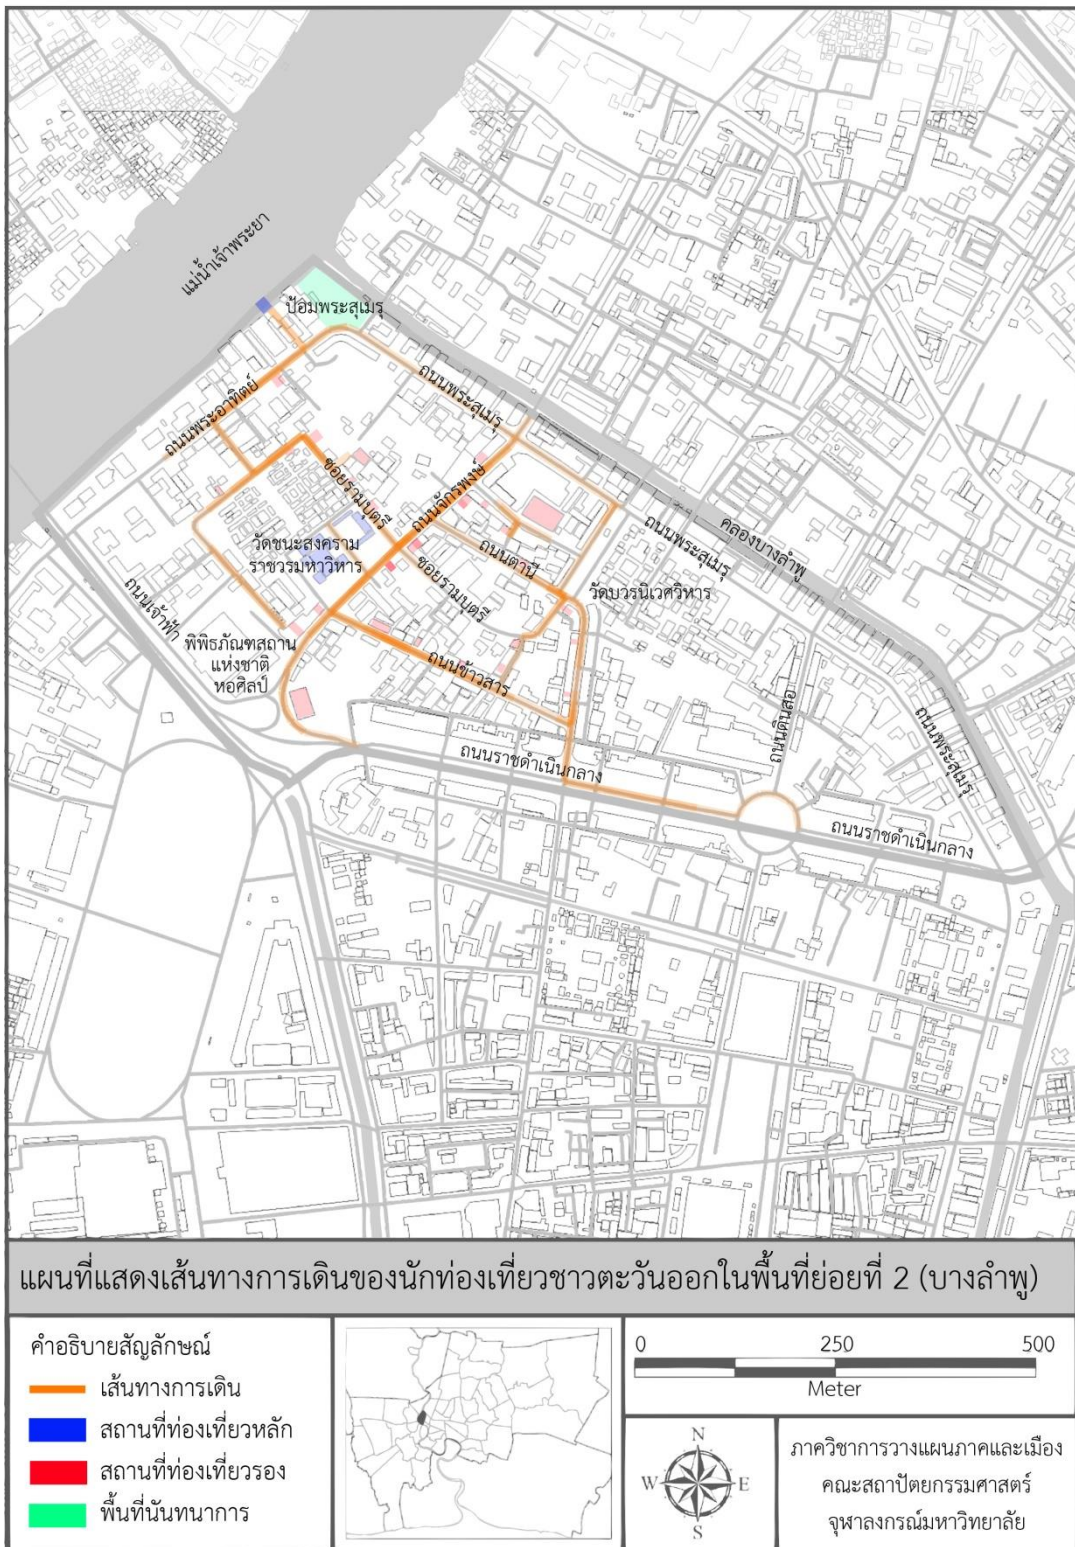 แม่น้ำเจ้าพระยา
ป้อมพระสุเมรุ
ถนนพระอาทิตย์
ถนนพระสุเมรุ
ซอยรามบุตรี
ถนนจักรพงษ์
วัดชนะสงคราม
ราชวรมหาวิหาร
ถนนตานี
ซอยรามบุตรี
ถนนพระสุเมรุ
คลองบางลำพู
วัดบวรนิเวศวิหาร
ถนนเจ้าฟ้า
พิพิธภัณฑสถาน
แห่งชาติ
หอศิลป์
ถนนข้าวสาร
ถนนดินสอ
ถนนพระสุเมรุ
ถนนราชดำเนินกลาง
ถนนราชดำเนินกลาง
แผนที่แสดงเส้นทางการเดินของนักท่องเที่ยวชาวตะวันออกในพื้นที่ย่อยที่ 2 (บางลำพู)
คำอธิบายสัญลักษณ์
เส้นทางการเดิน
สถานที่ท่องเที่ยวหลัก
สถานที่ท่องเที่ยวรอง
พื้นที่นันทนาการ
0 250 500
Meter
N
W E
S
ภาควิชาการวางแผนภาคและเมือง
คณะสถาปัตยกรรมศาสตร์
จุฬาลงกรณ์มหาวิทยาลัย